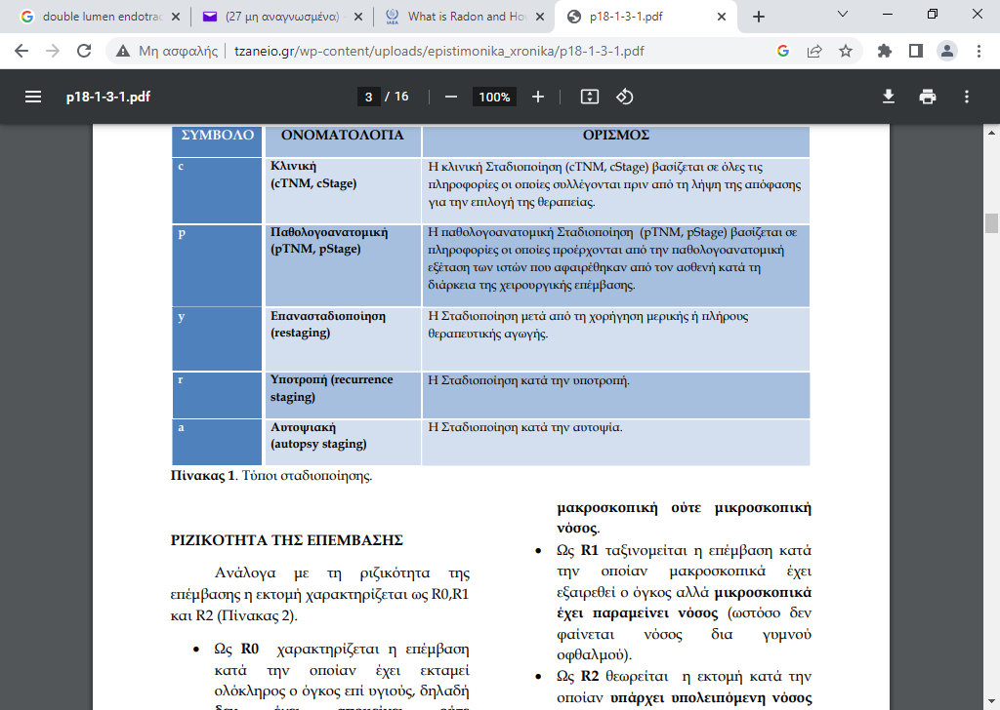 double lumen endotrac
(27 μη αναγνωσμένα)
What is Radon and Ho
p18-1-3-1.pdf
Μη ασφαλής
tzaneio.gr/wp-content/uploads/epistimonika_xronika/p18-1-3-1.pdf
p18-1-3-1.pdf
3 / 16
100%
ΣΥΜΒΟΛΟ ΟΝΟΜΑΤΟΛΟΓΙΑ ΟΡΙΣΜΟΣ
c
Κλινική
(cTNM, cStage)
Η κλινική Σταδιοποίηση (cTNM, cStage) βασίζεται σε όλες τις
πληροφορίες οι οποίες συλλέγονται πριν από τη λήψη της απόφασης
για την επιλογή της θεραπείας.
p
Παθολογοανατομική
(pTNM, pStage)
Η παθολογοανατομική Σταδιοποίηση (pTNM, pStage) βασίζεται σε
πληροφορίες οι οποίες προέρχονται από την παθολογοανατομική
εξέταση των ιστών που αφαιρέθηκαν από τον ασθενή κατά τη
διάρκεια της χειρουργικής επέμβασης.
y
Επανασταδιοποίηση
(restaging)
Η Σταδιοποίηση μετά από τη χορήγηση μερικής ή πλήρους
θεραπευτικής αγωγής.
r
Υποτροπή (recurrence
staging)
Η Σταδιοποίηση κατά την υποτροπή.
a
Αυτοψιακή
(autopsy staging)
Η Σταδιοποίηση κατά την αυτοψία.
Πίνακας 1. Τύποι σταδιοποίησης.
ΡΙΖΙΚΟΤΗΤΑ ΤΗΣ ΕΠΕΜΒΑΣΗΣ
Ανάλογα με τη ριζικότητα της
επέμβασης η εκτομή χαρακτηρίζεται ως R0,R1
και R2 (Πίνακας 2).
• Ως R0 χαρακτηρίζεται η επέμβαση
κατά την οποίαν έχει εκταμεί
ολόκληρος ο όγκος επί υγιούς, δηλαδή
δεν έχει απομείνει ούτε
μακροσκοπική ούτε μικροσκοπική
νόσος.
• Ως R1 ταξινομείται η επέμβαση κατά
την οποίαν μακροσκοπικά έχει
εξαιρεθεί ο όγκος αλλά μικροσκοπικά
έχει παραμείνει νόσος (ωστόσο δεν
φαίνεται νόσος δια γυμνού
οφθαλμού).
• Ως R2 θεωρείται η εκτομή κατά την
οποίαν υπάρχει υπολειπόμενη νόσος